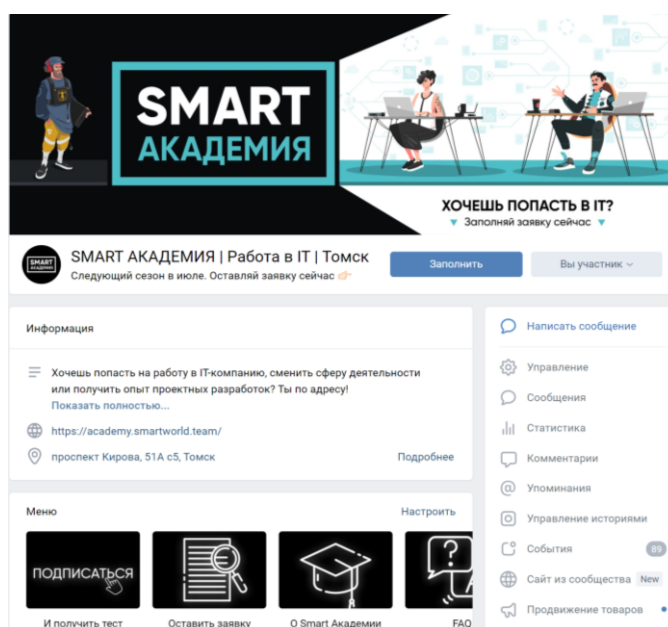 SMART
АКАДЕМИЯ
ХОЧЕШЬ ПОПАСТЬ В IT?
Заполняй заявку сейчас
SMART
АКАДЕМИЯ
SMART АКАДЕМИЯ | Работа в IT | Томск
Следующий сезон в июле. Оставляй заявку сейчас
Заполнить
Вы участник
Информация
Хочешь попасть на работу в IT-компанию, сменить сферу деятельности
или получить опыт проектных разработок? Ты по адресу!
Показать полностью...
https://academy.smartworld.team/
проспект Кирова, 51А с5, Томск
Подробнее
Меню
Настроить
ПОДПИСАТЬСЯ
И получить тест
Оставить заявку
О Smart Академии
FAQ
Написать сообщение
Управление
Сообщения
Статистика
Комментарии
Упоминания
Управление историями
События
89
Сайт из сообщества New
Продвижение товаров